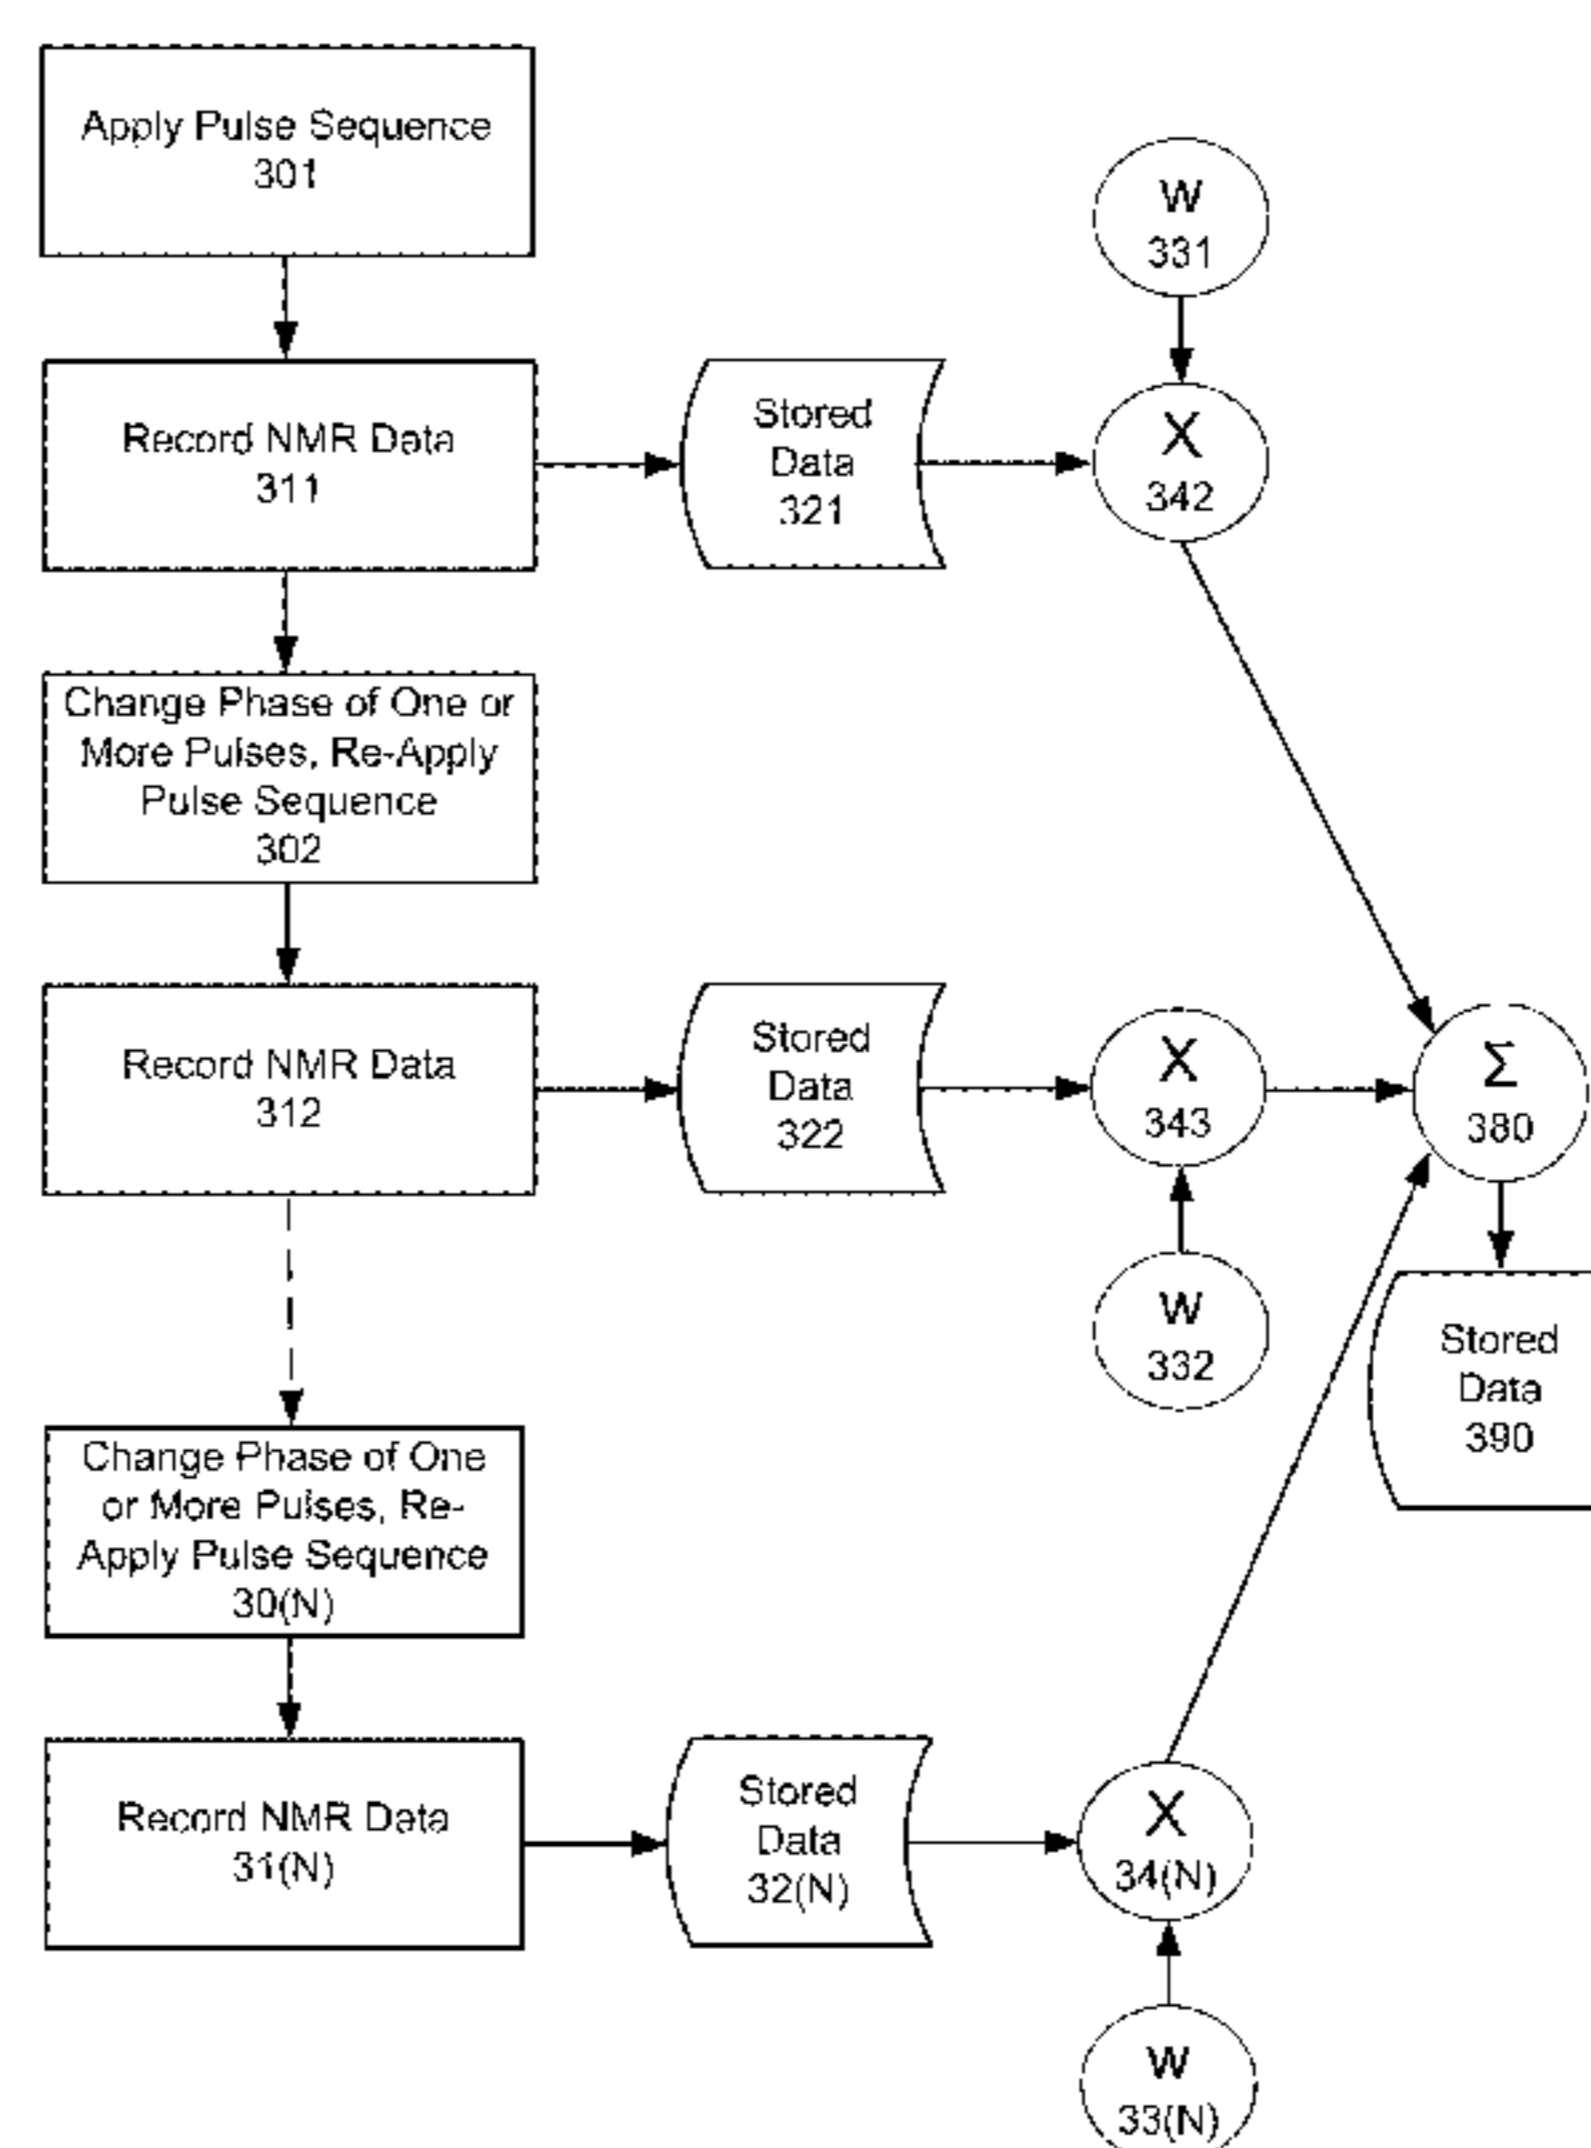 Apply Pulse Sequence
301
W
331
Record NMR Data
311
Stored
Data
321
X
342
Change Phase of One or
More Pulses, Re-Apply
Pulse Sequence
302
Record NMR Data
312
Stored
Data
322
X
343
Σ
380
W
332
Stored
Data
390
Change Phase of One
or More Pulses, Re-
Apply Pulse Sequence
30(N)
Record NMR Data
31(N)
Stored
Data
32(N)
X
34(N)
W
33(N)